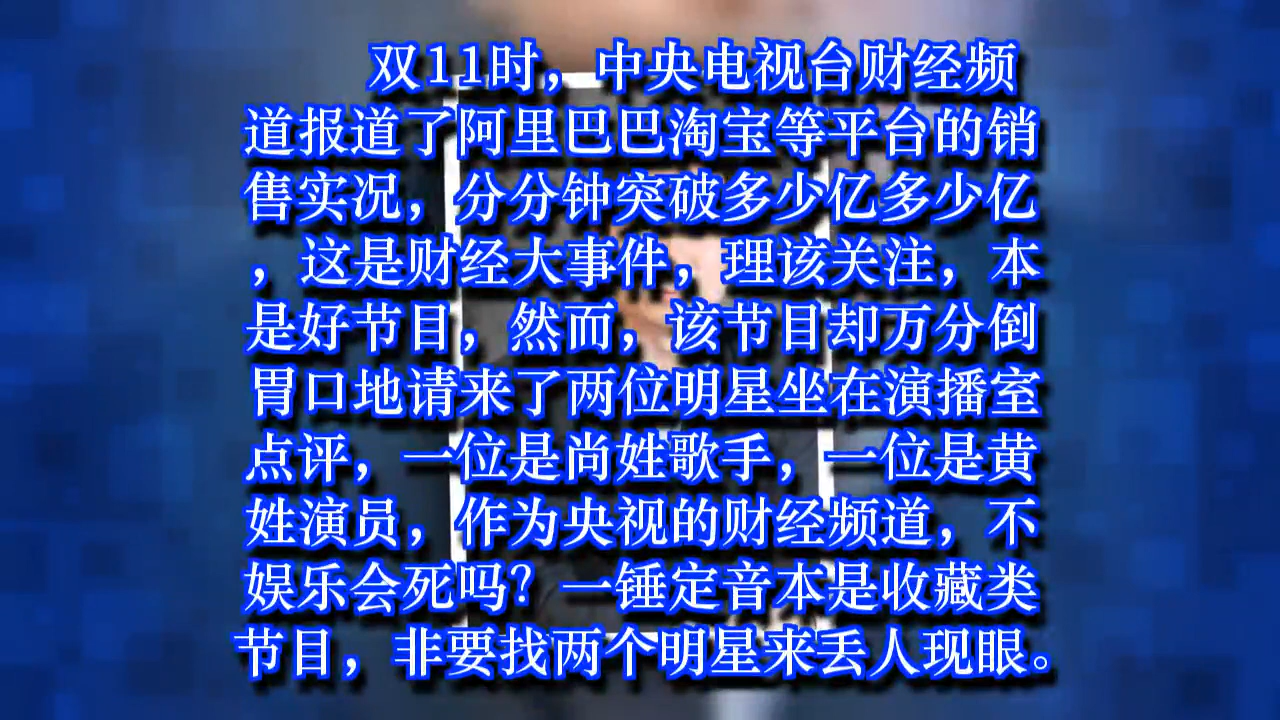 双11时，中央电视台财经频
道报道了阿里巴巴淘宝等平台的销
售实况，分分钟突破多少亿多少亿
，这是财经大事件，理该关注，本
是好节目，然而，该节目却万分倒
胃口地请来了两位明星坐在演播室
点评，一位是尚姓歌手，一位是黄
姓演员，作为央视的财经频道，不
娱乐会死吗？一锤定音本是收藏类
节目，非要找两个明星来丢人现眼。